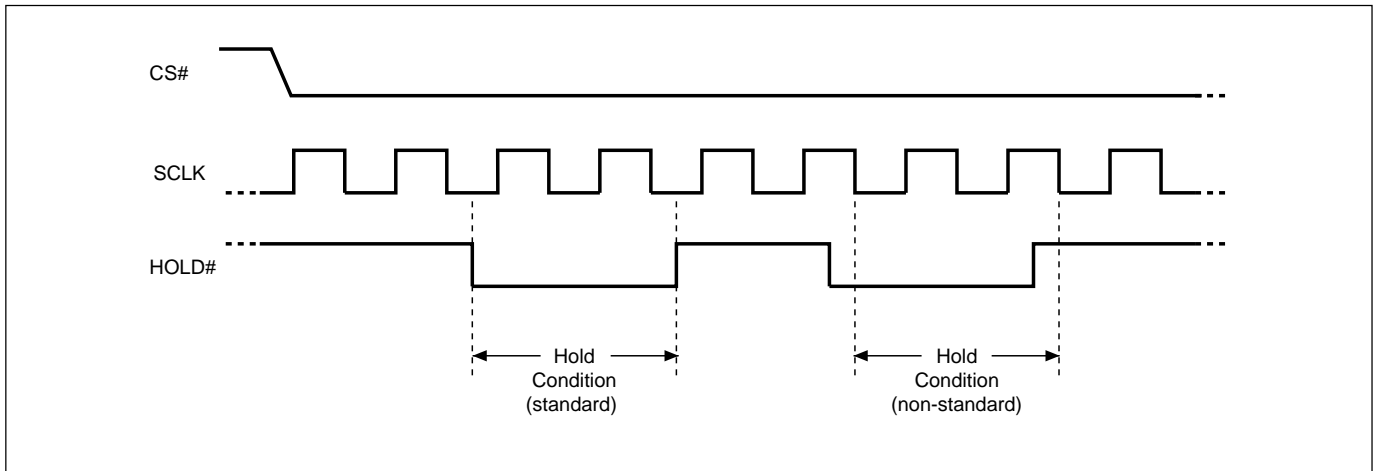 CS#
SCLK
HOLD#
Hold
Condition
(standard)
Hold
Condition
(non-standard)